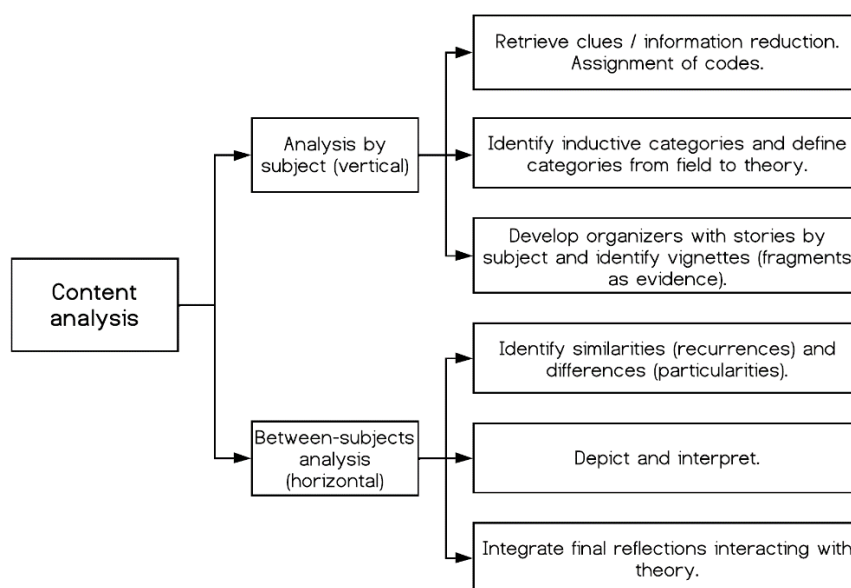 Content
analysis
Analysis by
subject (vertical)
Retrieve clues / information reduction.
Assignment of codes.
Identify inductive categories and define
categories from field to theory.
Develop organizers with stories by
subject and identify vignettes (fragments
as evidence).
Between-subjects
analysis
(horizontal)
Identify similarities (recurrences) and
differences (particularities).
Depict and interpret.
Integrate final reflections interacting with
theory.